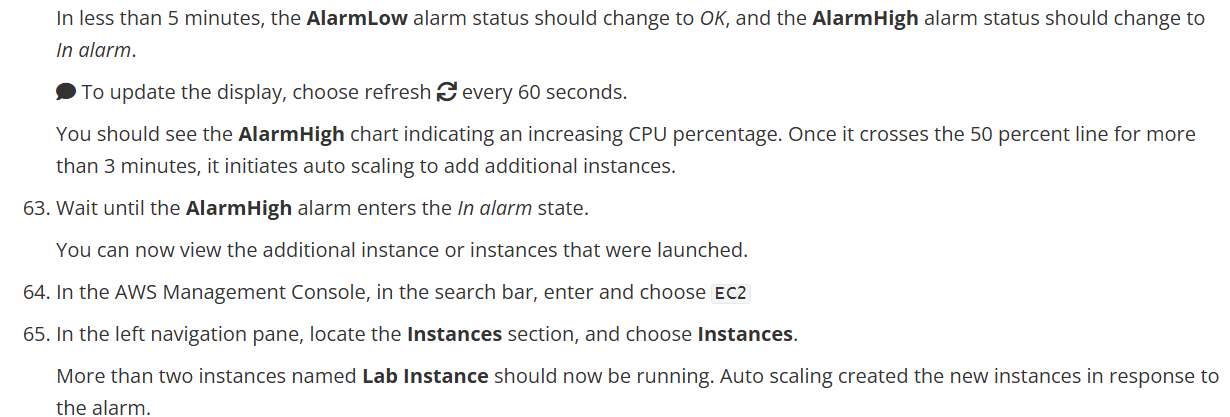 In less than 5 minutes, the AlarmLow alarm status should change to OK, and the AlarmHigh alarm status should change to
In alarm.
To update the display, choose refresh every 60 seconds.
You should see the AlarmHigh chart indicating an increasing CPU percentage. Once it crosses the 50 percent line for more
than 3 minutes, it initiates auto scaling to add additional instances.
63. Wait until the AlarmHigh alarm enters the In alarm state.
You can now view the additional instance or instances that were launched.
64. In the AWS Management Console, in the search bar, enter and choose EC2
65. In the left navigation pane, locate the Instances section, and choose Instances.
More than two instances named Lab Instance should now be running. Auto scaling created the new instances in response to
the alarm.